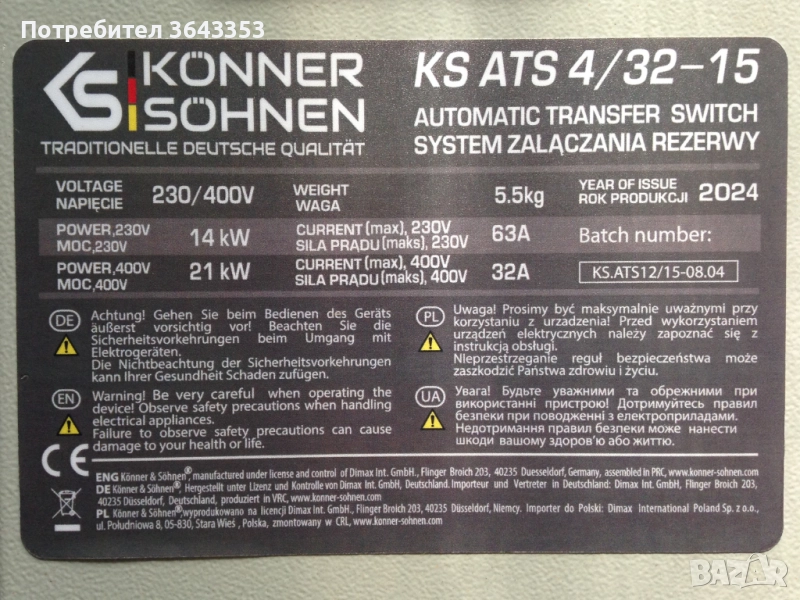 Потребител 3643353
KÖNNER
SÖHNEN
TRADITIONELLE DEUTSCHE QUALITÄT
KS ATS 4/32-15
AUTOMATIC TRANSFER SWITCH
SYSTEM ZAŁĄCZANIA REZERWY
VOLTAGE
NAPIĘCIE
230/400V
WEIGHT
WAGA
5.5kg
YEAR OF ISSUE
ROK PRODUKCJI
2024
POWER,230V
MOC,230V
14 kW
CURRENT (max), 230V
SILA PRADU (maks), 230V
63A
Batch number:
POWER,400V
MOC,400V
21 kW
CURRENT (max), 400V
SILA PRADU (maks), 400V
32A
KS.ATS12/15-08.04
DE
Achtung! Gehen Sie beim Bedienen des Geräts
äußerst vorsichtig vor! Beachten Sie die
Sicherheitsvorkehrungen beim Umgang mit
Elektrogeräten.
Die Nichtbeachtung der Sicherheitsvorkehrungen
kann Ihrer Gesundheit Schaden zufügen.
EN
Warning! Be very careful when operating the
device! Observe safety precautions when handling
electrical appliances.
Failure to observe safety precautions can cause
damage to your health or life.
PL
Uwaga! Prosimy być maksymalnie uważnymi przy
korzystaniu z urzadzenia! Przed wykorzystaniem
urządzeń elektrycznych należy zapoznać się z
instrukcją obsługi.
Nieprzestrzeganie reguł bezpieczeństwa może
zaszkodzić Państwa zdrowiu i życiu.
UA
Увага! Будьте уважними та обрежними при
використанні пристрою! Дотримуйтесь правил
безпеки при поводженні з електроприладами.
Недотримання правил безпеки може нанести
шкоди вашому здоров'ю або життю.
CE
ENG Könner & Söhnen®, manufactured under license and control of Dimax Int. GmbH., Flinger Broich 203, 40235 Duesseldorf, Germany, assembled in PRC, www.konner-sohnen.com
DE Könner & Söhnen®, Hergestellt unter Lizenz und Kontrolle von Dimax Int. GmbH, Deutschland. Importeur und Vertreter in Deutschland: Dimax Int. GmbH, Flinger Broich 203,
40235 Düsseldorf, Deutschland, produziert in VRC, www.konner-sohnen.com
PL Könner & Söhnen®, wyprodukowano na licencji Dimax Int. GmbH., Flinger Broich 203, 40235 Düsseldorf, Niemcy. Importer do Polski: Dimax International Poland Sp. z o.o.,
ul. Południowa 8, 05-830, Stara Wieś, Polska, zmontowany w CRL, www.konner-sohnen.com
BAZAR